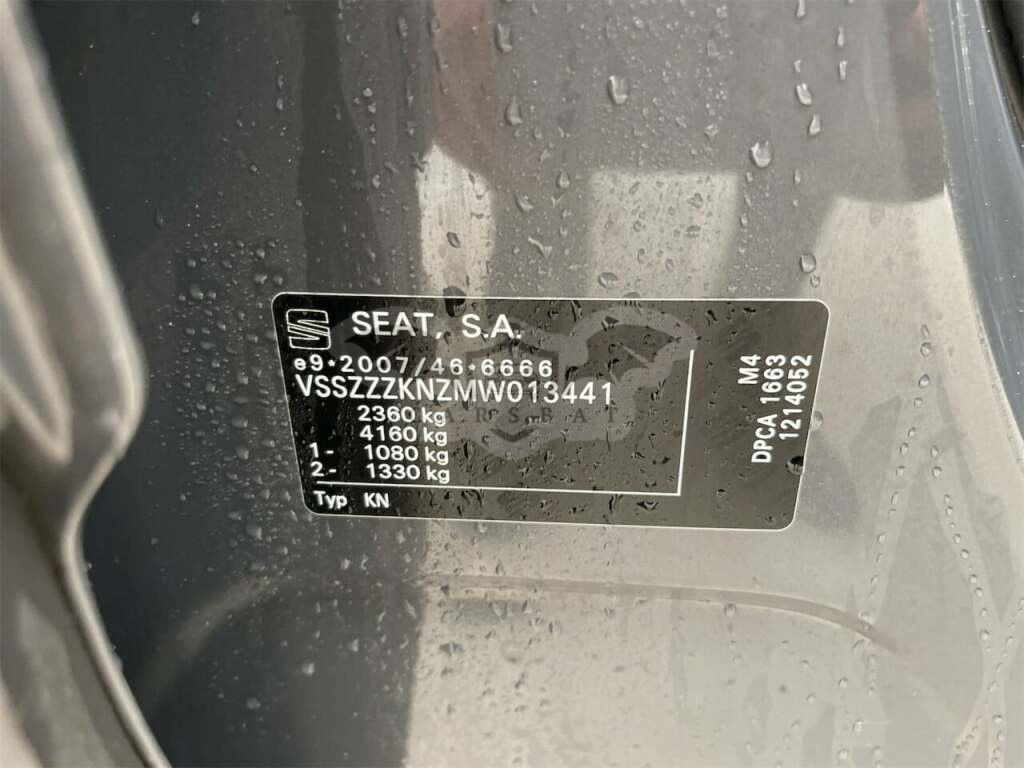 SEAT, S.A.
e9*2007/46*6666
VSSZZZKNZMW013441
2360 kg
4160 kg
1- 1080 kg
2- 1330 kg
Typ KN
M4
DPCA 1663
1214052
CARSBAT